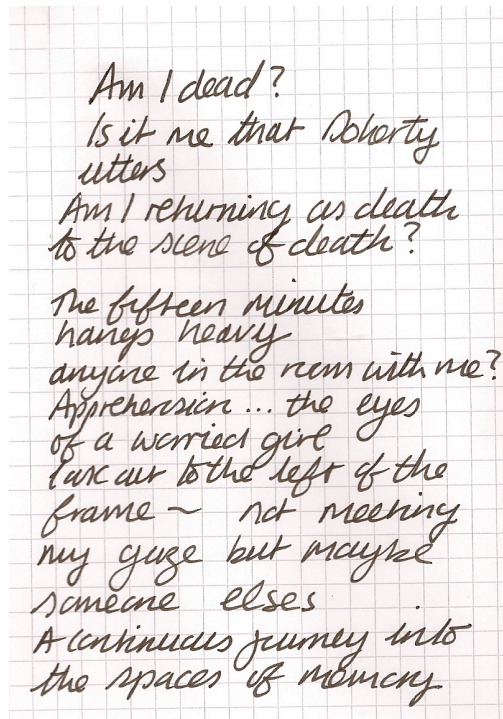 Am I dead?
Is it me that Doherty
utters
Am I returning as death
to the scene of death?
The fifteen minutes
hangs heavy
anyone in the room with me?
Apprehension... the eyes
of a worried girl
look out to the left of the
frame ~ not meeting
my gaze but maybe
someone elses
A continuous journey into
the spaces of memory